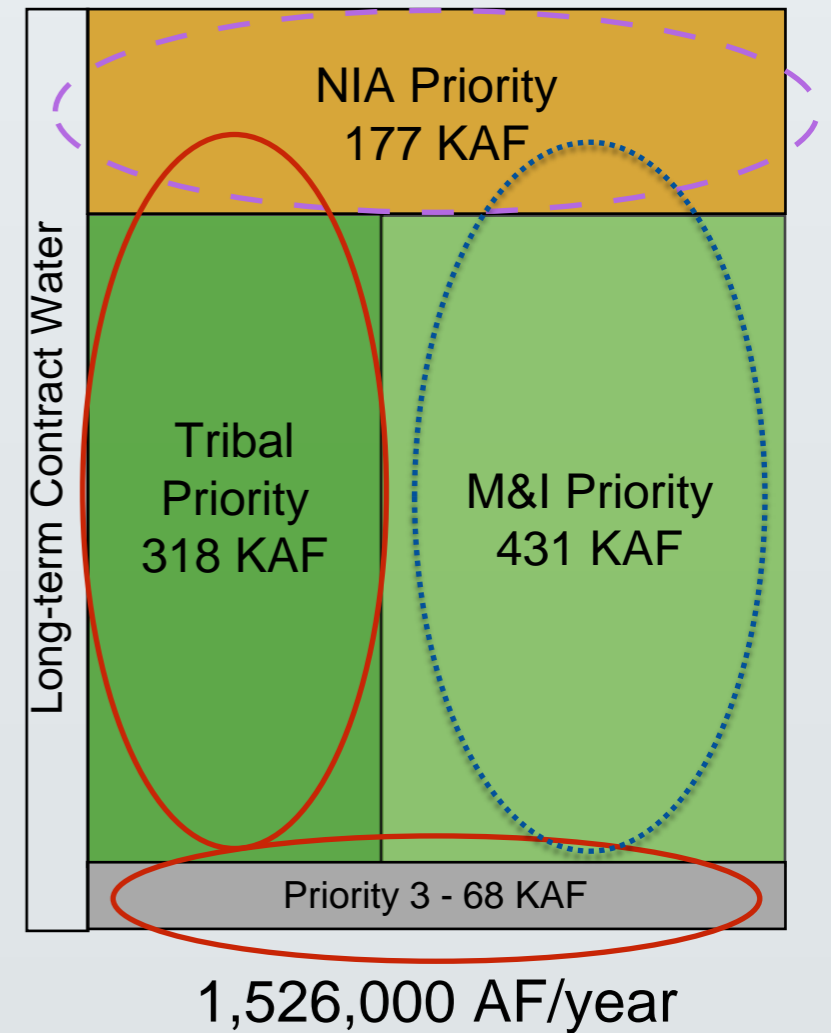 Long-term Contract Water
NIA Priority
177 KAF
Tribal
Priority
318 KAF
M&I Priority
431 KAF
Priority 3 - 68 KAF
1,526,000 AF/year